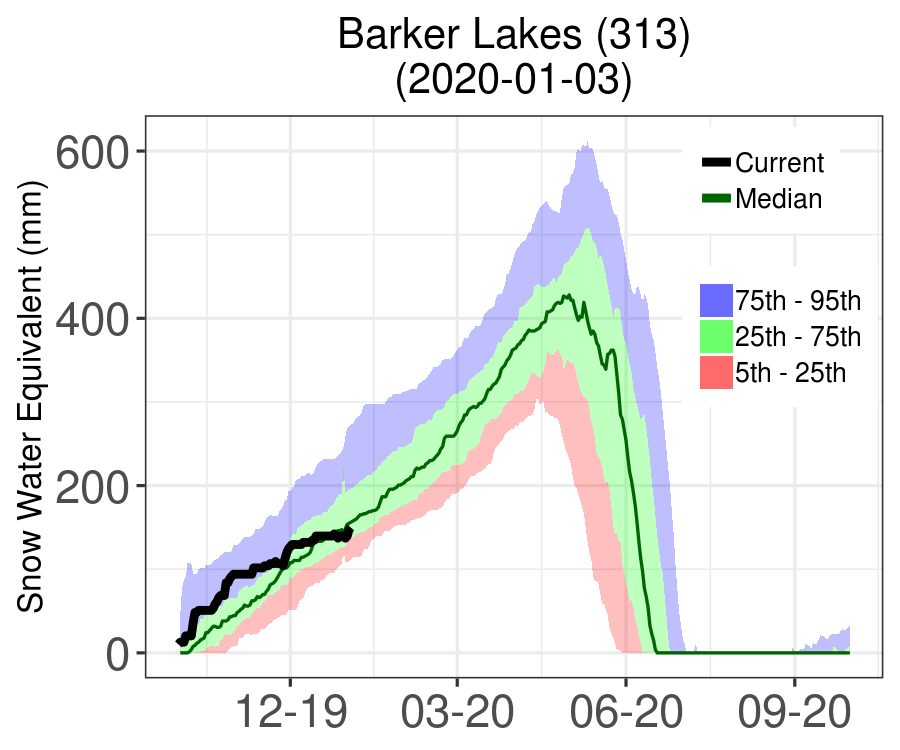 Barker Lakes (313)
(2020-01-03)
Snow Water Equivalent (mm)
600
400
200
0
12-19
03-20
06-20
09-20
Current
Median
75th - 95th
25th - 75th
5th - 25th